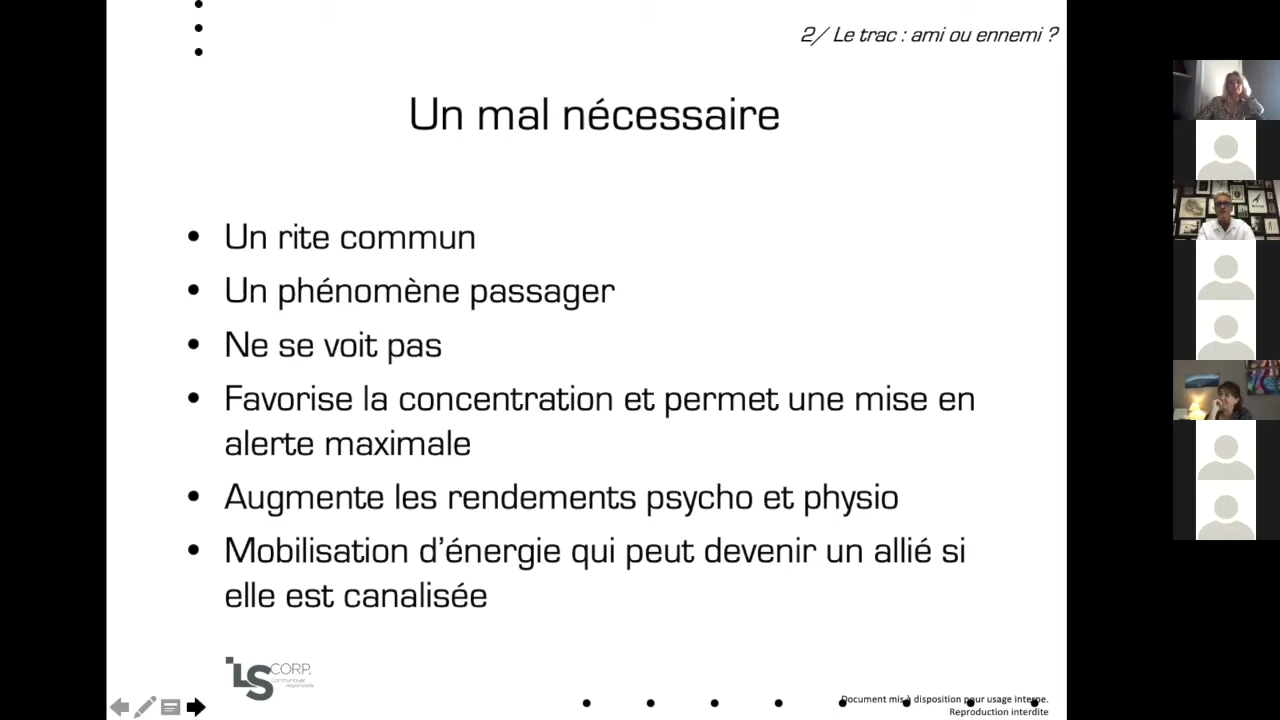 2/ Le trac : ami ou ennemi ?
Un mal nécessaire
• Un rite commun
• Un phénomène passager
• Ne se voit pas
• Favorise la concentration et permet une mise en
alerte maximale
• Augmente les rendements psycho et physio
• Mobilisation d'énergie qui peut devenir un allié si
elle est canalisée
LS CORP.
Communiquez
responsable
Document mis à disposition pour usage interne.
Reproduction interdite